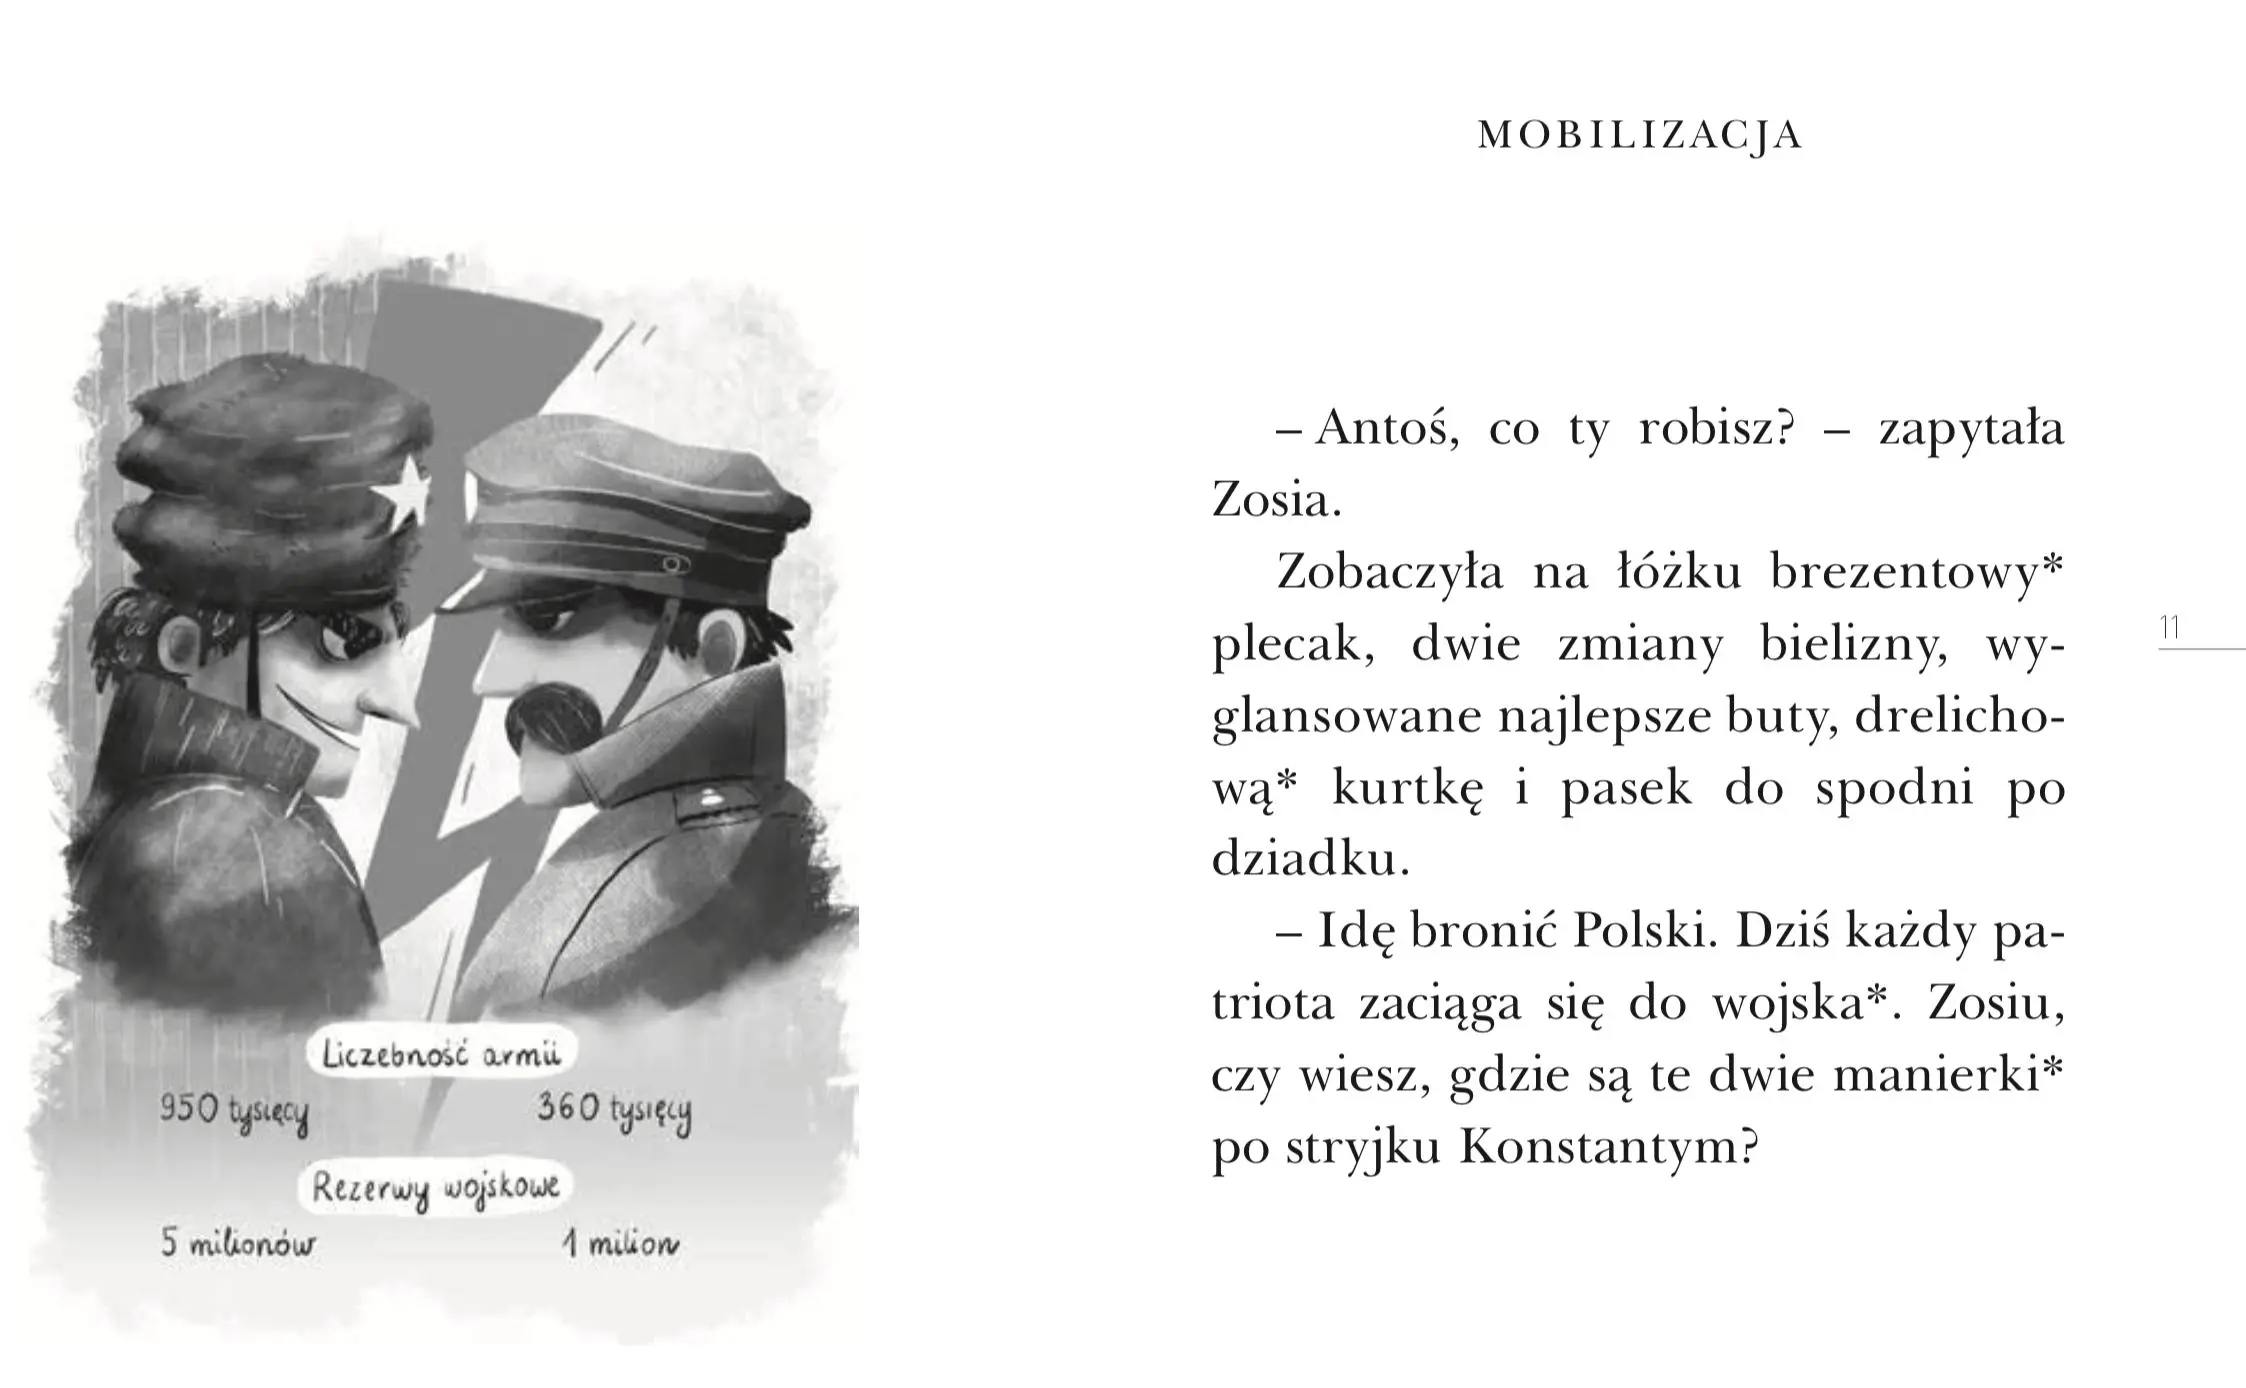 Liczebność armii
950 tysięcy 360 tysięcy
Rezerwy wojskowe
5 milionów 1 milion
MOBILIZACJA
– Antoś, co ty robisz? – zapytała
Zosia.
Zobaczyła na łóżku brezentowy*
plecak, dwie zmiany bielizny, wy-
glansowane najlepsze buty, drelicho-
wą* kurtkę i pasek do spodni po
dziadku.
– Idę bronić Polski. Dziś każdy pa-
triota zaciąga się do wojska*. Zosiu,
czy wiesz, gdzie są te dwie manierki*
po stryjku Konstantym?
11